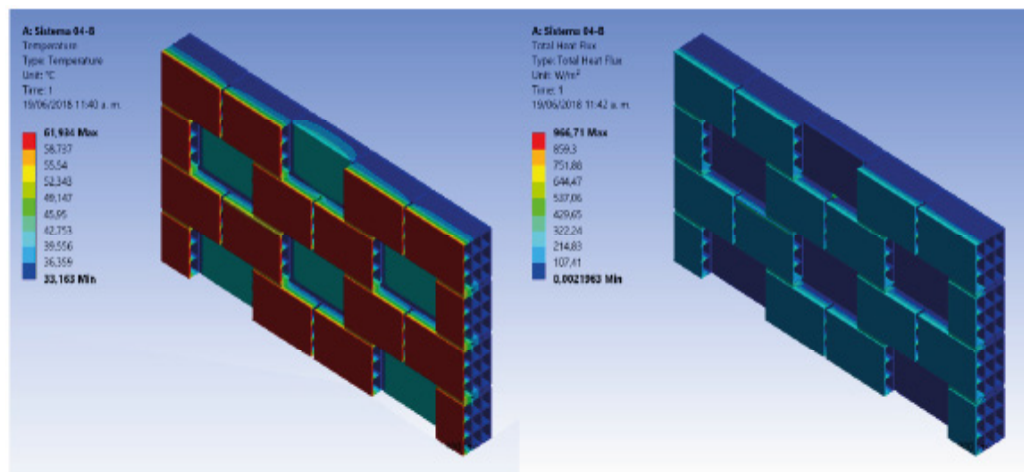 A: Sistema 04-B
Temperature
Type: Temperature
Unit: °C
Time: 1
19/06/2018 11:40 a. m.
61,934 Max
58,737
55,54
52,343
49,147
45,95
42,753
39,556
36,359
33,163 Min
A: Sistema 04-B
Total Heat Flux
Type: Total Heat Flux
Unit: W/m²
Time: 1
19/06/2018 11:42 a. m.
966,71 Max
859,3
751,88
644,47
537,06
429,65
322,24
214,83
107,41
0,0021963 Min